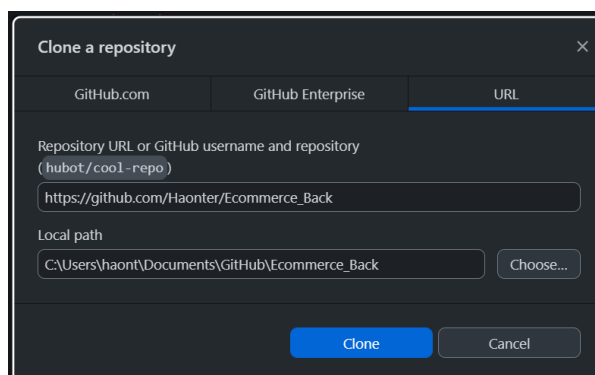 Clone a repository
GitHub.com GitHub Enterprise URL
Repository URL or GitHub username and repository
(hubot/cool-repo)
https://github.com/Haonter/Ecommerce_Back
Local path
C:\Users\haont\Documents\GitHub\Ecommerce_Back Choose...
Clone Cancel